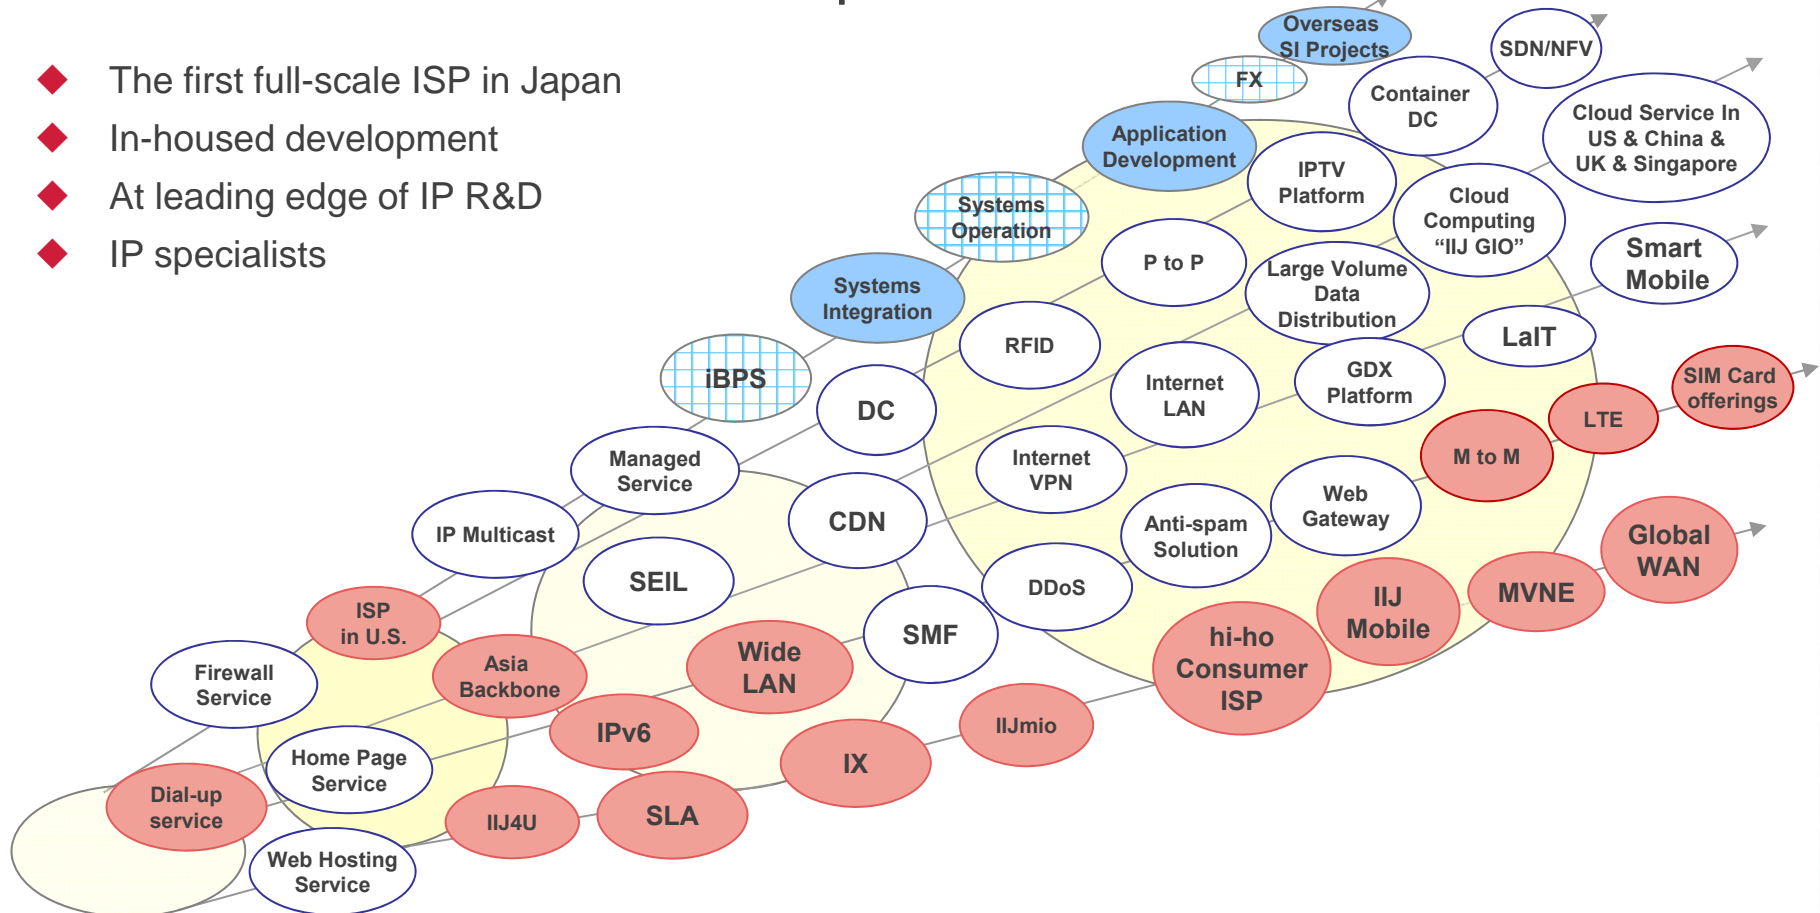 The first full-scale ISP in Japan
In-housed development
At leading edge of IP R&D
IP specialists
Overseas
SI Projects
SDN/NFV
FX
Container
DC
Cloud Service In
US & China &
UK & Singapore
Application
Development
IPTV
Platform
Cloud
Computing
“IIJ GIO”
Systems
Operation
P to P
Large Volume
Data
Distribution
Smart
Mobile
Systems
Integration
RFID
LaIT
iBPS
DC
Internet
LAN
GDX
Platform
SIM Card
offerings
LTE
Managed
Service
Internet
VPN
M to M
IP Multicast
CDN
Anti-spam
Solution
Web
Gateway
Global
WAN
SEIL
DDoS
IIJ
Mobile
MVNE
ISP
in U.S.
SMF
hi-ho
Consumer
ISP
Firewall
Service
Asia
Backbone
Wide
LAN
IPv6
IIJmio
Home Page
Service
IX
Dial-up
service
IIJ4U
SLA
Web Hosting
Service